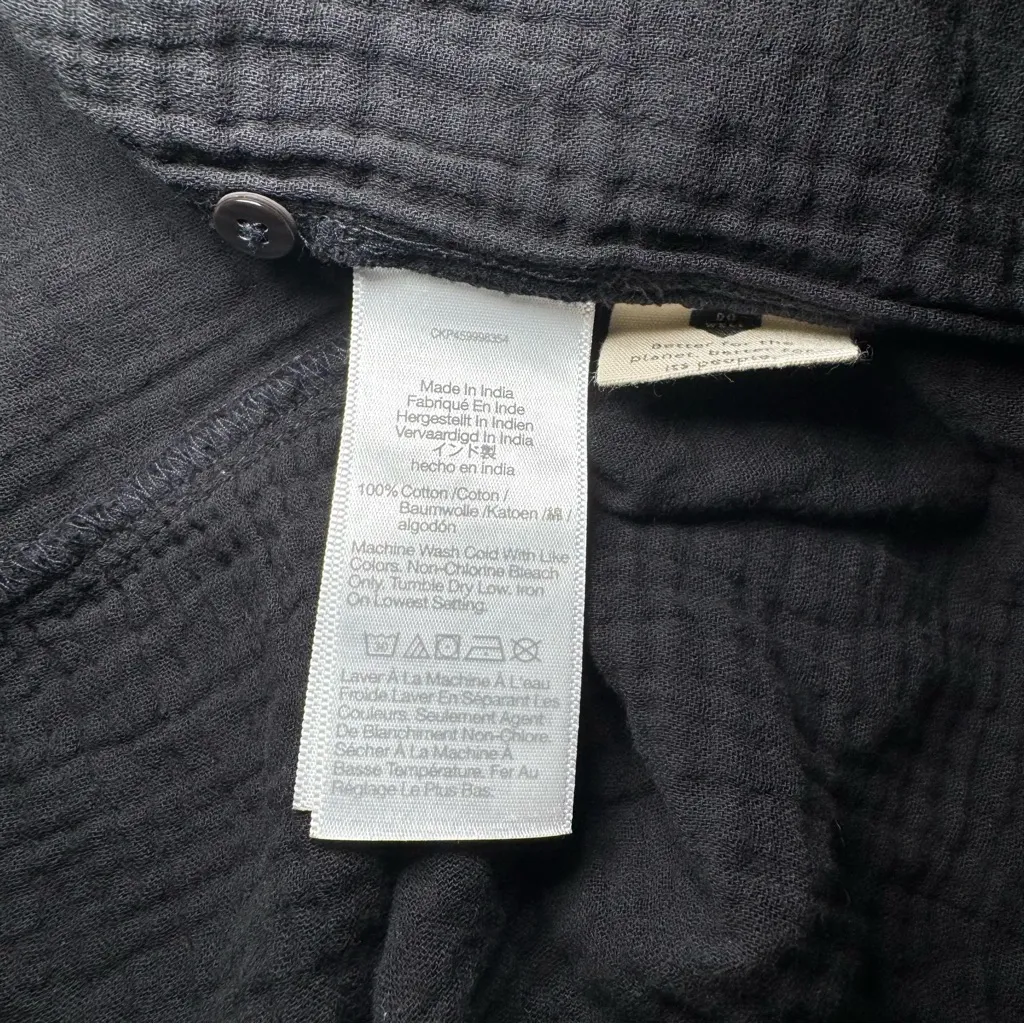 Made In India
Fabriqué En Inde
Hergestellt In Indien
Vervaardigd In India
インド製
hecho en india
100% Cotton /Coton /
Baumwolle /Katoen /綿 /
algodón
Machine Wash Cold With Like
Colors. Non-Chlorine Bleach
Only. Tumble Dry Low. Iron
On Lowest Setting.
30
Laver À La Machine À L'eau
Froide Laver En Séparant Les
Couleurs. Seulement Agent
De Blanchiment Non-Chlore.
Sécher À La Machine À
Basse Température. Fer Au
Réglage Le Plus Bas.
DO
WELL
Better for the
planet, better for
its people.